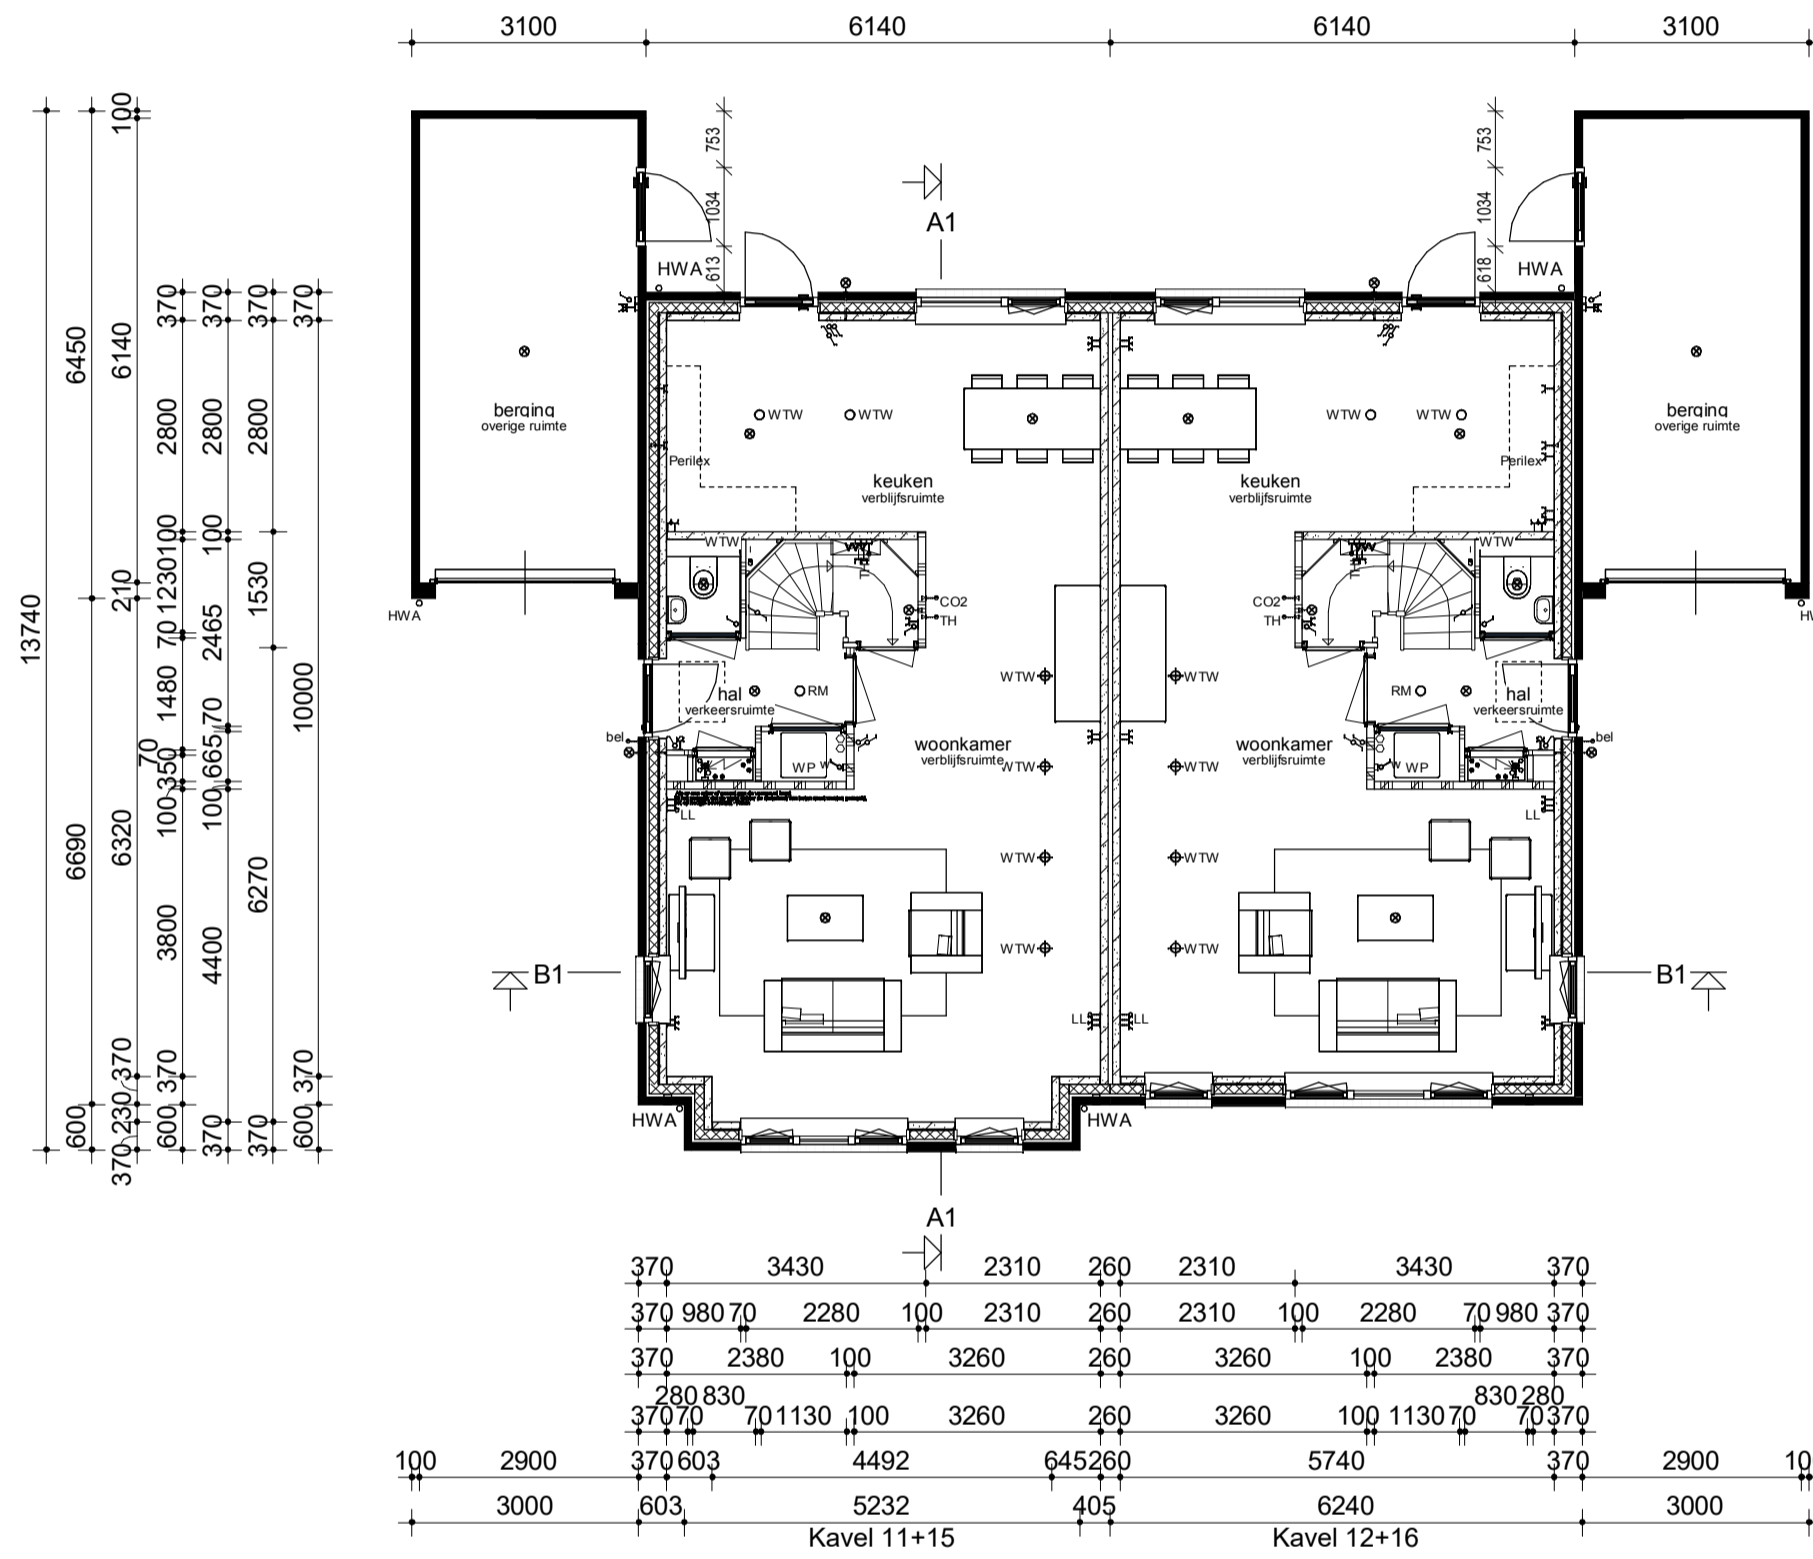 3100 6140 6140 3100
13740
6450 6690 600
100 6140 210 6320 370 230 370
370 2800 100 1230 70 1480 70 350 100 3800 370 600
370 2800 100 2465 70 665 100 4400 370
370 2800 1530 6270 370
370 10000 370 600
753 1034 613
753 1034 618
A1
HWA HWA
berging
overige ruimte
berging
overige ruimte
WTW WTW WTW WTW
Perilex Perilex
keuken
verblijfsruimte
keuken
verblijfsruimte
WTW WTW
HWA
CO2 CO2
TH TH
WTW WTW
hal
verkeersruimte
RM RM
hal
verkeersruimte
bel bel
woonkamer
verblijfsruimte
woonkamer
verblijfsruimte
WP WTW WTW WP
LL LL
WTW WTW
WTW WTW
B1 B1
LL LL
HWA HWA
A1
370 3430 2310 260 2310 3430 370
370 980 70 2280 100 2310 260 2310 100 2280 70 980 370
370 2380 100 3260 260 3260 100 2380 370
280 830 830 280
370 70 70 1130 100 3260 260 3260 100 1130 70 70 370
100 2900 370 603 4492 645 260 5740 370 2900 10
3000 603 5232 405 6240 3000
Kavel 11+15 Kavel 12+16